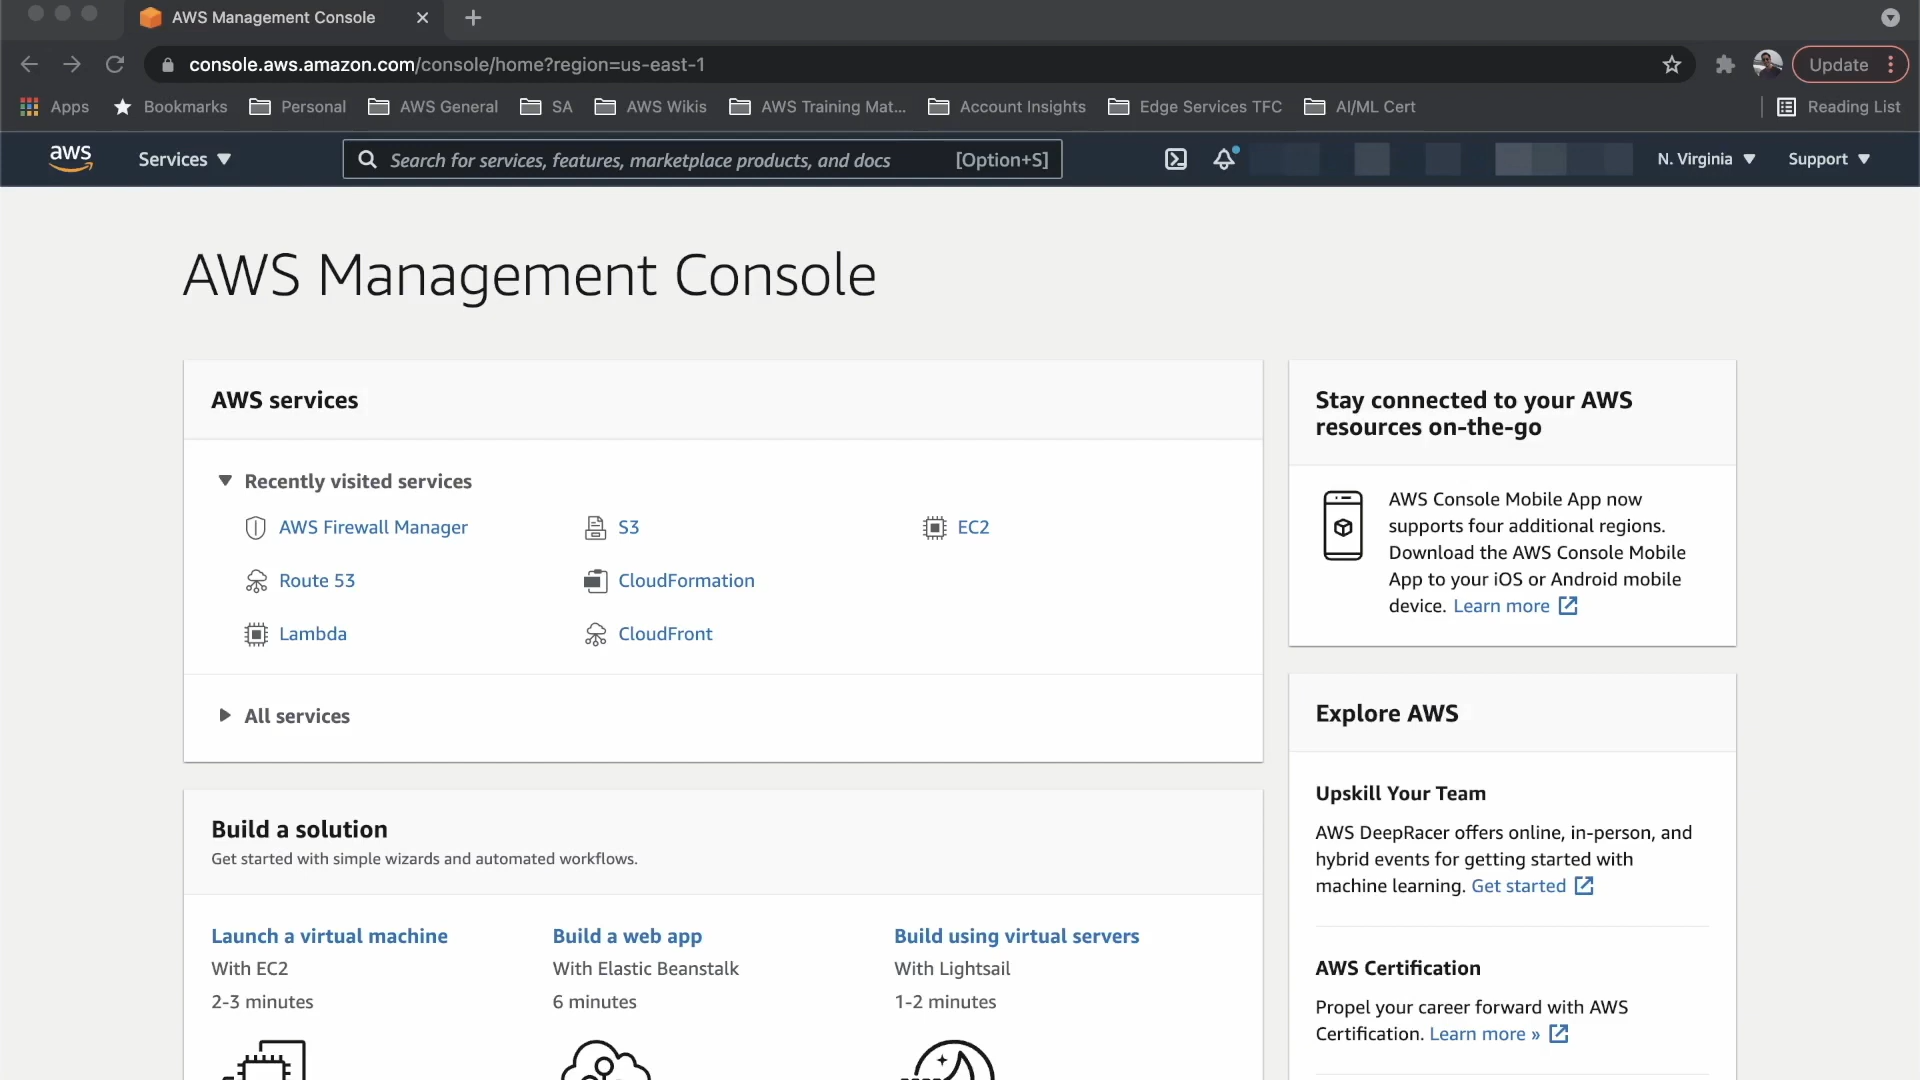 AWS Management Console
console.aws.amazon.com/console/home?region=us-east-1
Update
Apps
Bookmarks
Personal
AWS General
SA
AWS Wikis
AWS Training Mat...
Account Insights
Edge Services TFC
AI/ML Cert
Reading List
aws
Services
Search for services, features, marketplace products, and docs
[Option+S]
N. Virginia
Support
AWS Management Console
AWS services
Recently visited services
AWS Firewall Manager
S3
EC2
Route 53
CloudFormation
Lambda
CloudFront
All services
Build a solution
Get started with simple wizards and automated workflows.
Launch a virtual machine
With EC2
2-3 minutes
Build a web app
With Elastic Beanstalk
6 minutes
Build using virtual servers
With Lightsail
1-2 minutes
Stay connected to your AWS
resources on-the-go
AWS Console Mobile App now
supports four additional regions.
Download the AWS Console Mobile
App to your iOS or Android mobile
device. Learn more
Explore AWS
Upskill Your Team
AWS DeepRacer offers online, in-person, and
hybrid events for getting started with
machine learning. Get started
AWS Certification
Propel your career forward with AWS
Certification. Learn more »